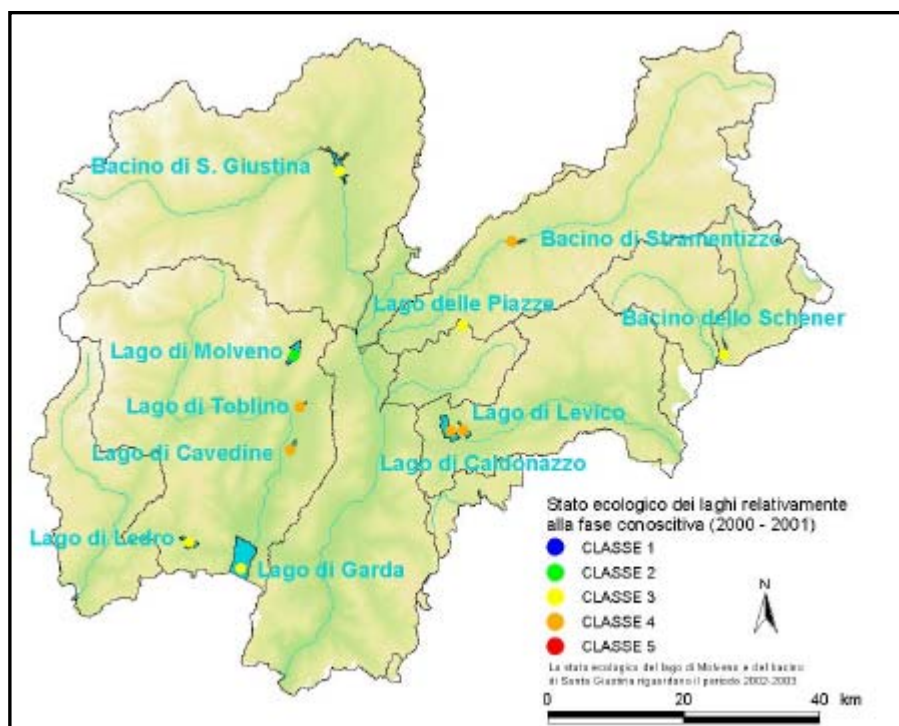 Bacino di S. Giustina
Bacino di Stramentizzo
Lago delle Piazze
Bacino dello Schener
Lago di Molveno
Lago di Toblino
Lago di Levico
Lago di Cavedine
Lago di Caldonazzo
Lago di Ledro
Lago di Garda
Stato ecologico dei laghi relativamente
alla fase conoscitiva (2000 - 2001)
CLASSE 1
CLASSE 2
CLASSE 3
CLASSE 4
CLASSE 5
N
Lo stato ecologico del lago di Molveno e del bacino
di Santa Giustina riguardano il periodo 2002-2003
0 20 40 km